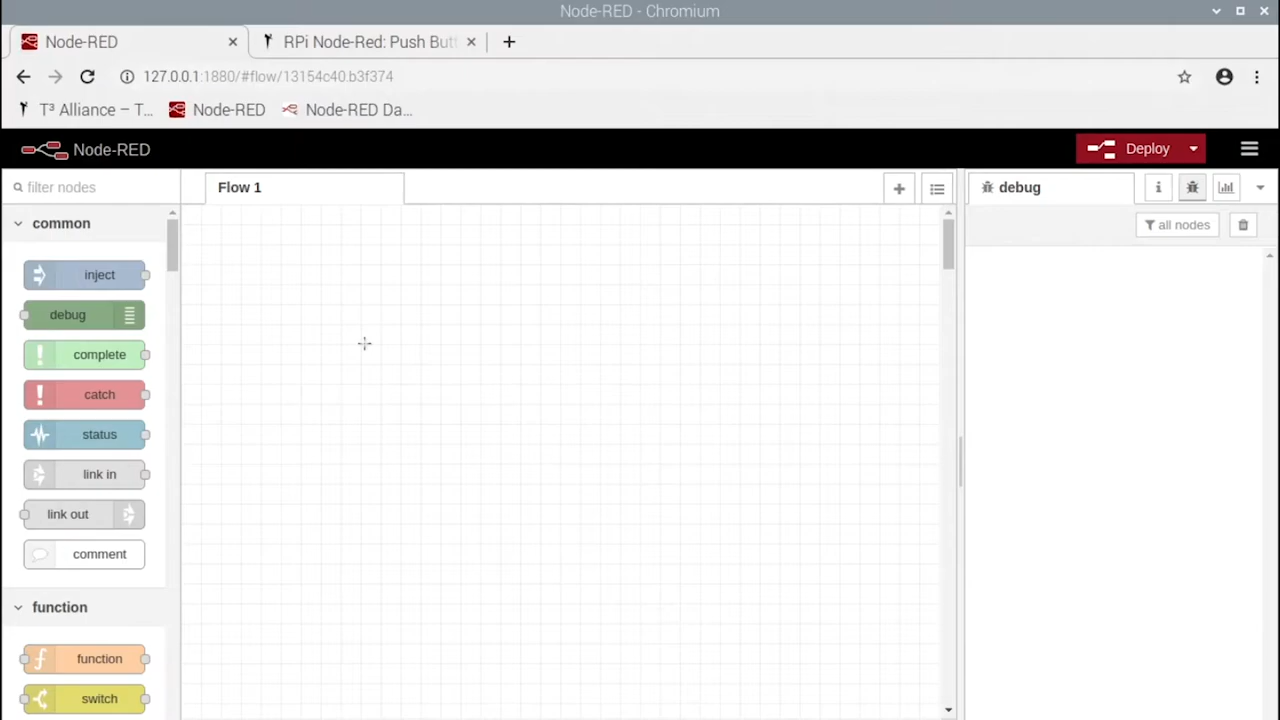 Node-RED - Chromium
Node-RED
RPi Node-Red: Push Butt
127.0.0.1:1880/#flow/13154c40.b3f374
T³ Alliance – T...
Node-RED
Node-RED Da...
Node-RED
Deploy
filter nodes
Flow 1
debug
i
common
all nodes
inject
debug
complete
catch
status
link in
link out
comment
function
function
switch